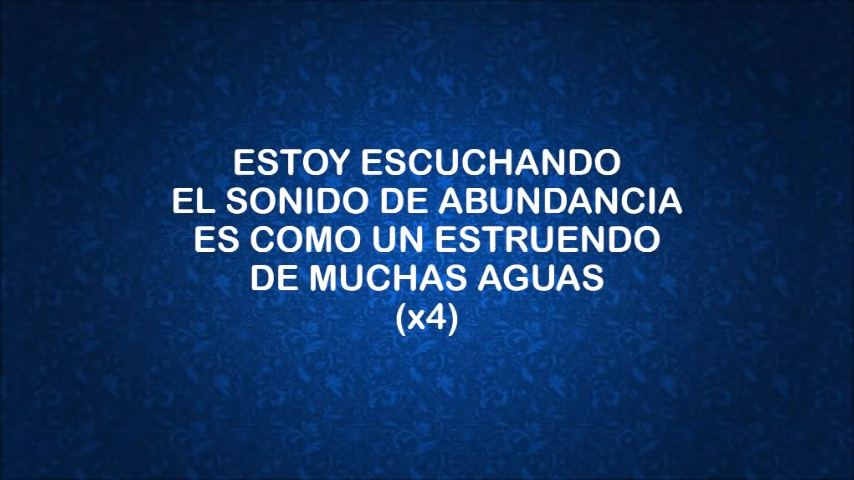 ESTOY ESCUCHANDO
EL SONIDO DE ABUNDANCIA
ES COMO UN ESTRUENDO
DE MUCHAS AGUAS
(x4)